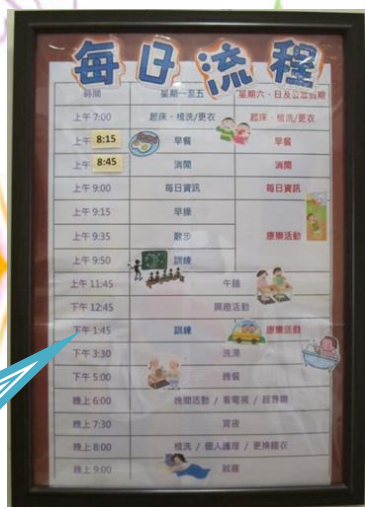 每日流程
時間 星期一至五 星期六、日及公眾假期
上午 7:00 起床、梳洗/更衣 起床、梳洗/更衣
上午 8:15 早餐 早餐
上午 8:45 消閒 消閒
上午 9:00 每日資訊 每日資訊
上午 9:15 早操
上午 9:35 散步 康樂活動
上午 9:50 訓練
上午 11:45 午膳
下午 12:45 興趣活動
下午 1:45 訓練 康樂活動
下午 3:30 洗澡
下午 5:00 晚餐
晚上 6:00 晚間活動 / 看電視 / 聽音樂
晚上 7:30 宵夜
晚上 8:00 梳洗 / 個人護理 / 更換睡衣
晚上 9:00 就寢